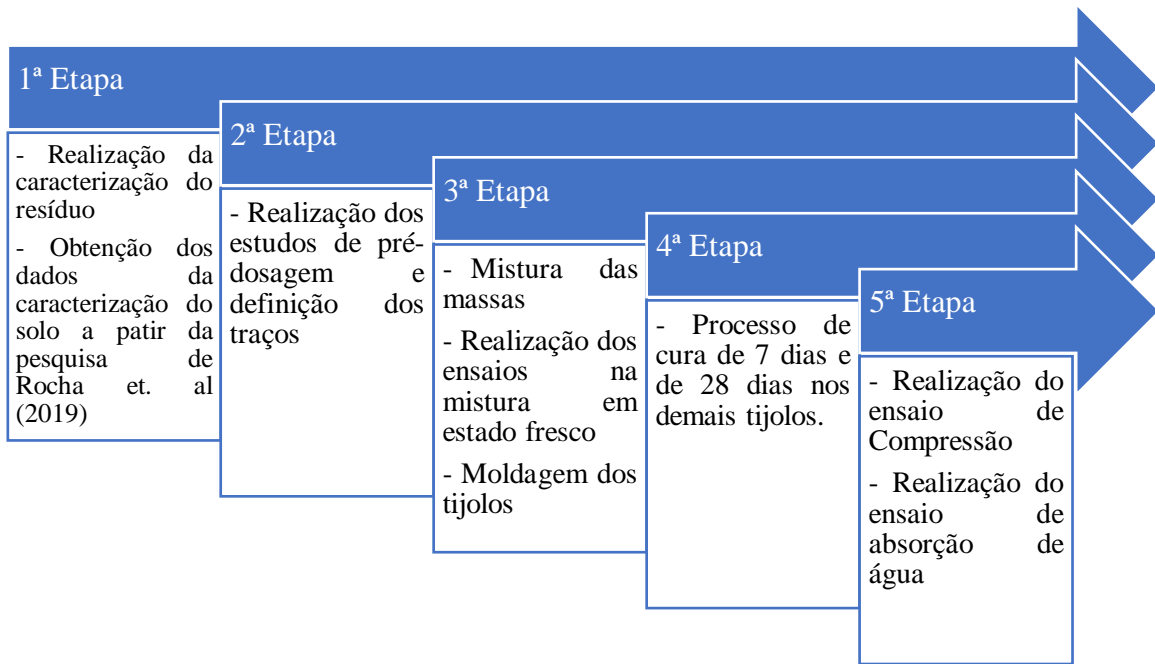 1ª Etapa
- Realização da
caracterização do
resíduo
- Obtenção dos
dados da
caracterização do
solo a patir da
pesquisa de
Rocha et. al
(2019)
2ª Etapa
- Realização dos
estudos de pré-
dosagem e
definição dos
traços
3ª Etapa
- Mistura das
massas
- Realização dos
ensaios na
mistura em
estado fresco
- Moldagem dos
tijolos
4ª Etapa
- Processo de
cura de 7 dias e
de 28 dias nos
demais tijolos.
5ª Etapa
- Realização do
ensaio de
Compressão
- Realização do
ensaio de
absorção de
água